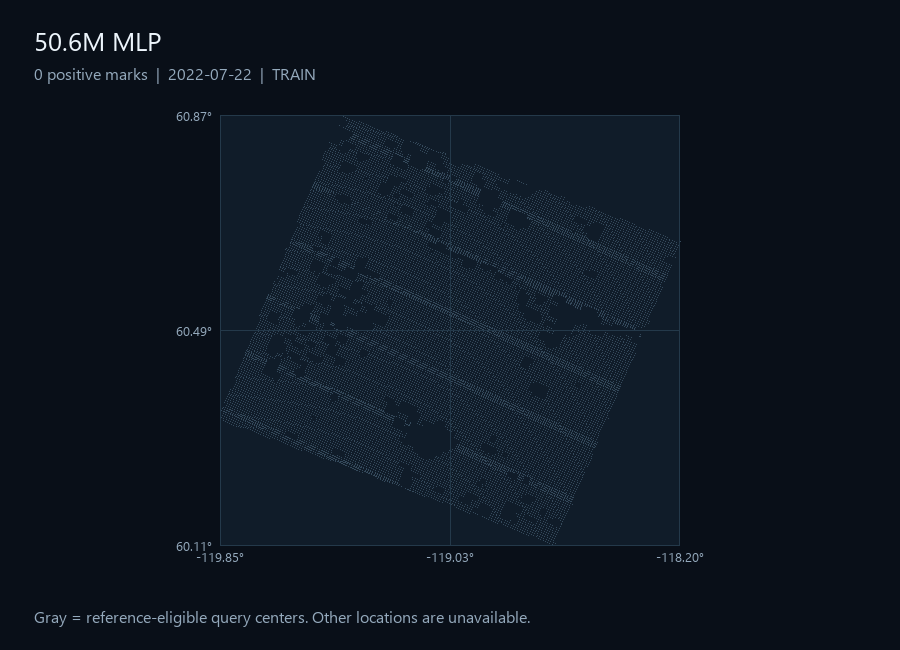 50.6M MLP
0 positive marks | 2022-07-22 | TRAIN
60.87°
60.49°
60.11°
-119.85° -119.03° -118.20°
Gray = reference-eligible query centers. Other locations are unavailable.